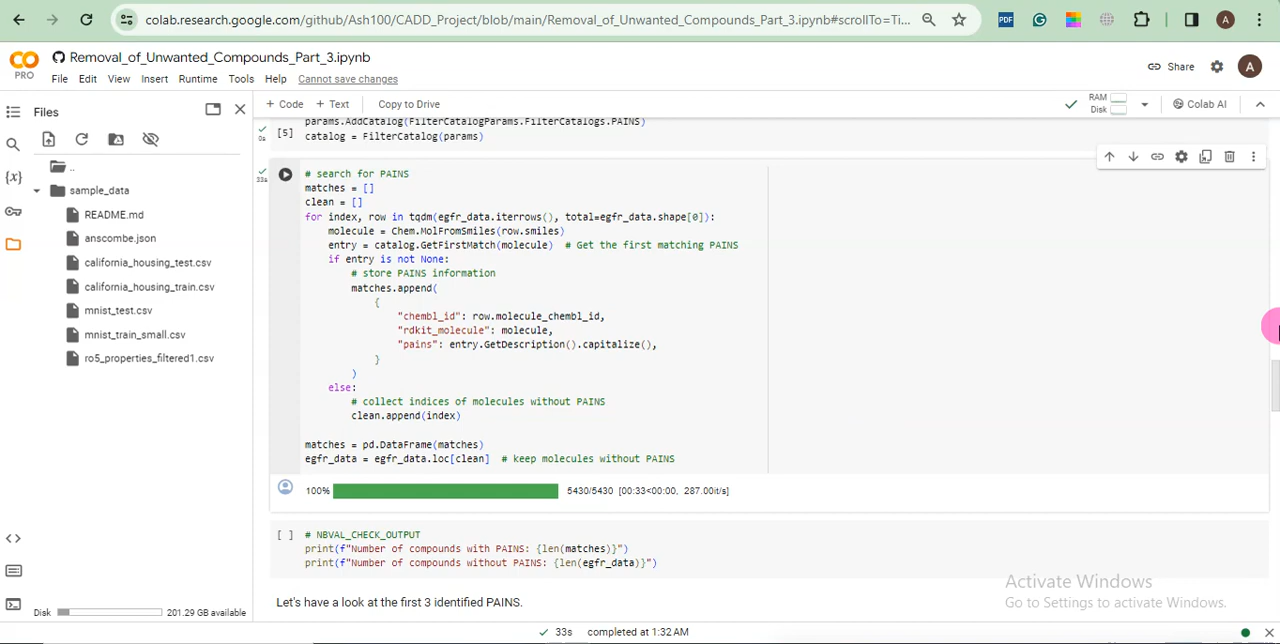 colab.research.google.com/github/Ash100/CADD_Project/blob/main/Removal_of_Unwanted_Compounds_Part_3.ipynb#scrollTo=Ti...
PDF
A
CO
PRO
Removal_of_Unwanted_Compounds_Part_3.ipynb
File Edit View Insert Runtime Tools Help Cannot save changes
Share
A
Files
+ Code + Text Copy to Drive
RAM
Disk
Colab AI
params.AddCatalog(FilterCatalogParams.FilterCatalogs.PAINS)
0s [5] catalog = FilterCatalog(params)
..
sample_data
README.md
anscombe.json
california_housing_test.csv
california_housing_train.csv
mnist_test.csv
mnist_train_small.csv
ro5_properties_filtered1.csv
{x}
33s
# search for PAINS
matches = []
clean = []
for index, row in tqdm(egfr_data.iterrows(), total=egfr_data.shape[0]):
molecule = Chem.MolFromSmiles(row.smiles)
entry = catalog.GetFirstMatch(molecule) # Get the first matching PAINS
if entry is not None:
# store PAINS information
matches.append(
{
"chembl_id": row.molecule_chembl_id,
"rdkit_molecule": molecule,
"pains": entry.GetDescription().capitalize(),
}
)
else:
# collect indices of molecules without PAINS
clean.append(index)
matches = pd.DataFrame(matches)
egfr_data = egfr_data.loc[clean] # keep molecules without PAINS
100% 5430/5430 [00:33<00:00, 287.00it/s]
[ ] # NBVAL_CHECK_OUTPUT
print(f"Number of compounds with PAINS: {len(matches)}")
print(f"Number of compounds without PAINS: {len(egfr_data)}")
Let's have a look at the first 3 identified PAINS.
Activate Windows
Go to Settings to activate Windows.
Disk 201.29 GB available
33s completed at 1:32 AM